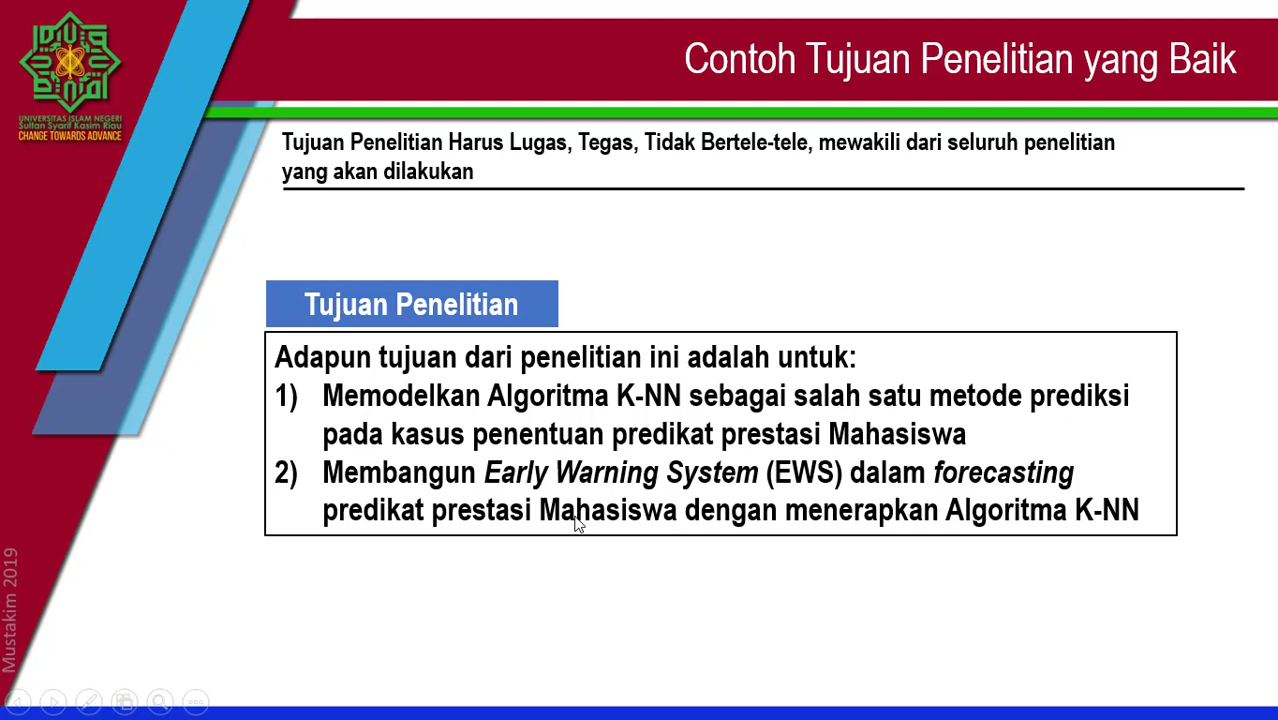 Contoh Tujuan Penelitian yang Baik
UNIVERSITAS ISLAM NEGERI
Sultan Syarif Kasim Riau
CHANGE TOWARDS ADVANCE
Tujuan Penelitian Harus Lugas, Tegas, Tidak Bertele-tele, mewakili dari seluruh penelitian
yang akan dilakukan
Tujuan Penelitian
Adapun tujuan dari penelitian ini adalah untuk:
1) Memodelkan Algoritma K-NN sebagai salah satu metode prediksi
pada kasus penentuan predikat prestasi Mahasiswa
2) Membangun Early Warning System (EWS) dalam forecasting
predikat prestasi Mahasiswa dengan menerapkan Algoritma K-NN
Mustakim 2019